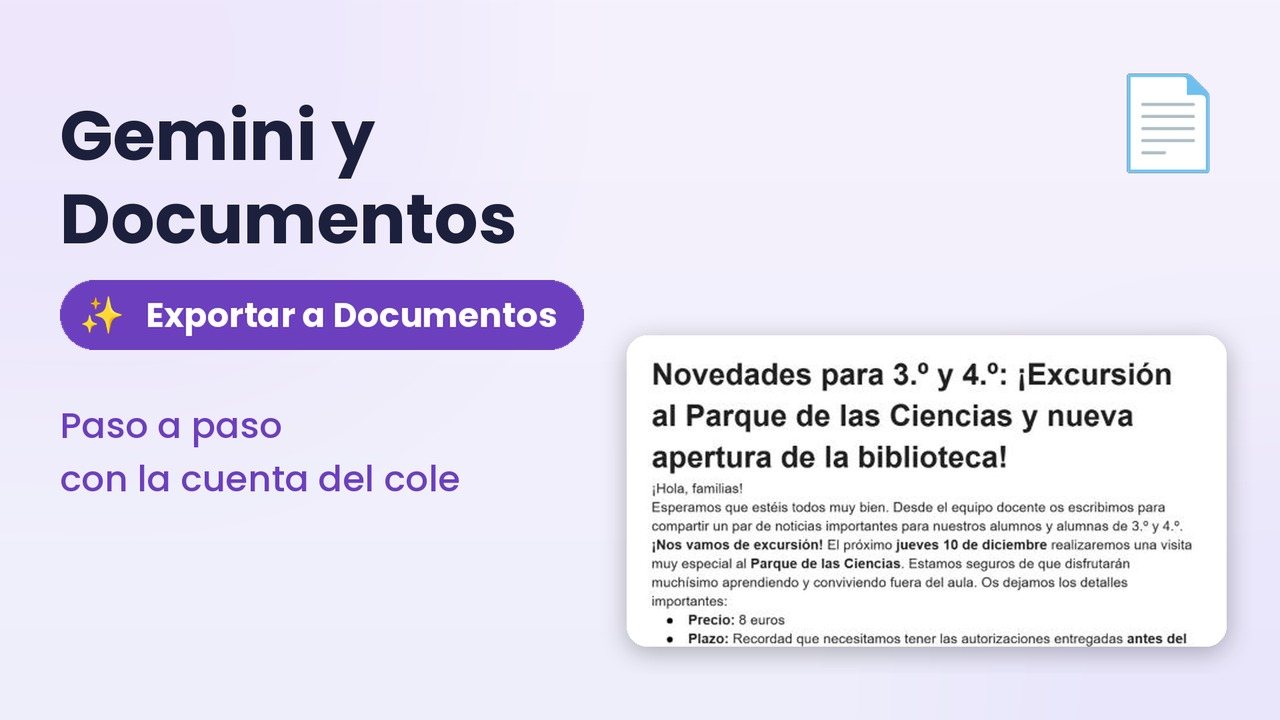 Gemini y
Documentos
✨ Exportar a Documentos
Paso a paso
con la cuenta del cole
Novedades para 3.º y 4.º: ¡Excursión
al Parque de las Ciencias y nueva
apertura de la biblioteca!
¡Hola, familias!
Esperamos que estéis todos muy bien. Desde el equipo docente os escribimos para
compartir un par de noticias importantes para nuestros alumnos y alumnas de 3.º y 4.º.
¡Nos vamos de excursión! El próximo jueves 10 de diciembre realizaremos una visita
muy especial al Parque de las Ciencias. Estamos seguros de que disfrutarán
muchísimo aprendiendo y conviviendo fuera del aula. Os dejamos los detalles
importantes:
● Precio: 8 euros
● Plazo: Recordad que necesitamos tener las autorizaciones entregadas antes del